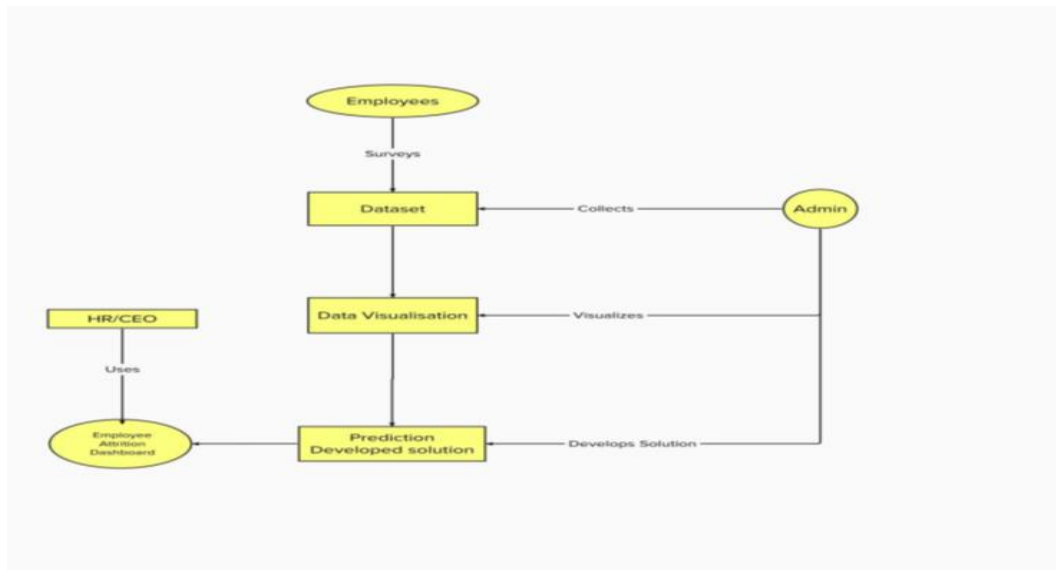 Employees
Surveys
Dataset
Collects
Admin
Data Visualisation
Visualizes
HR/CEO
Uses
Employee
Attrition
Dashboard
Prediction
Developed solution
Develops Solution